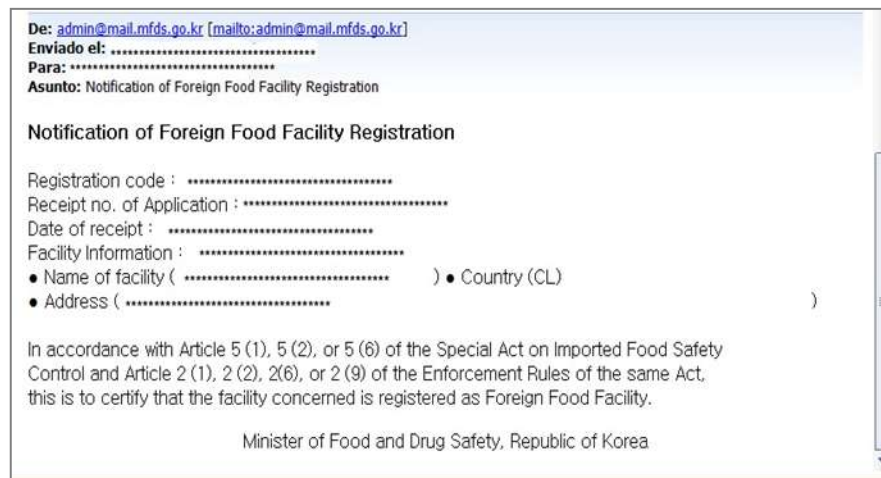 De: admin@mail.mfds.go.kr [mailto:admin@mail.mfds.go.kr]
Enviado el: ************************************
Para: ************************************
Asunto: Notification of Foreign Food Facility Registration
Notification of Foreign Food Facility Registration
Registration code : ************************************
Receipt no. of Application : ************************************
Date of receipt : ************************************
Facility Information : ************************************
● Name of facility ( ************************************ ) ● Country (CL)
● Address ( ************************************ )
In accordance with Article 5 (1), 5 (2), or 5 (6) of the Special Act on Imported Food Safety
Control and Article 2 (1), 2 (2), 2(6), or 2 (9) of the Enforcement Rules of the same Act,
this is to certify that the facility concerned is registered as Foreign Food Facility.
Minister of Food and Drug Safety, Republic of Korea